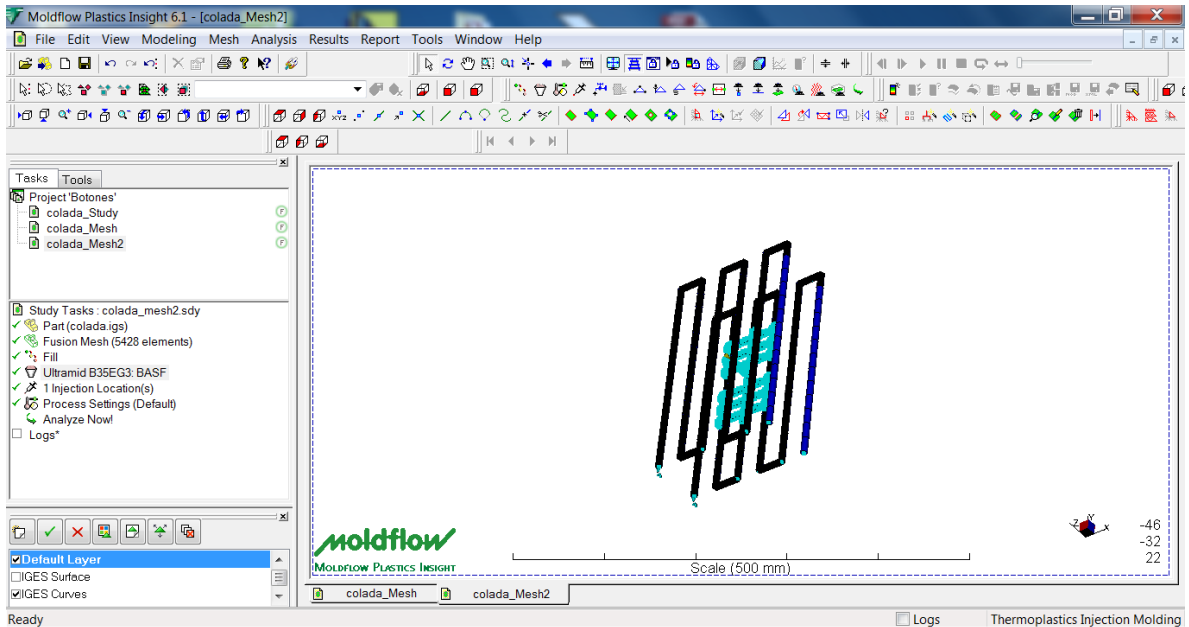 Moldflow Plastics Insight 6.1 - [colada_Mesh2]
File Edit View Modeling Mesh Analysis Results Report Tools Window Help
Tasks Tools
Project 'Botones'
colada_Study
colada_Mesh
colada_Mesh2
Study Tasks : colada_mesh2.sdy
Part (colada.igs)
Fusion Mesh (5428 elements)
Fill
Ultramid B35EG3: BASF
1 Injection Location(s)
Process Settings (Default)
Analyze Now!
Logs*
Default Layer
IGES Surface
IGES Curves
moldflow
MOLDFLOW PLASTICS INSIGHT
Scale (500 mm)
Z Y X
-46
-32
22
colada_Mesh colada_Mesh2
Ready Logs Thermoplastics Injection Molding